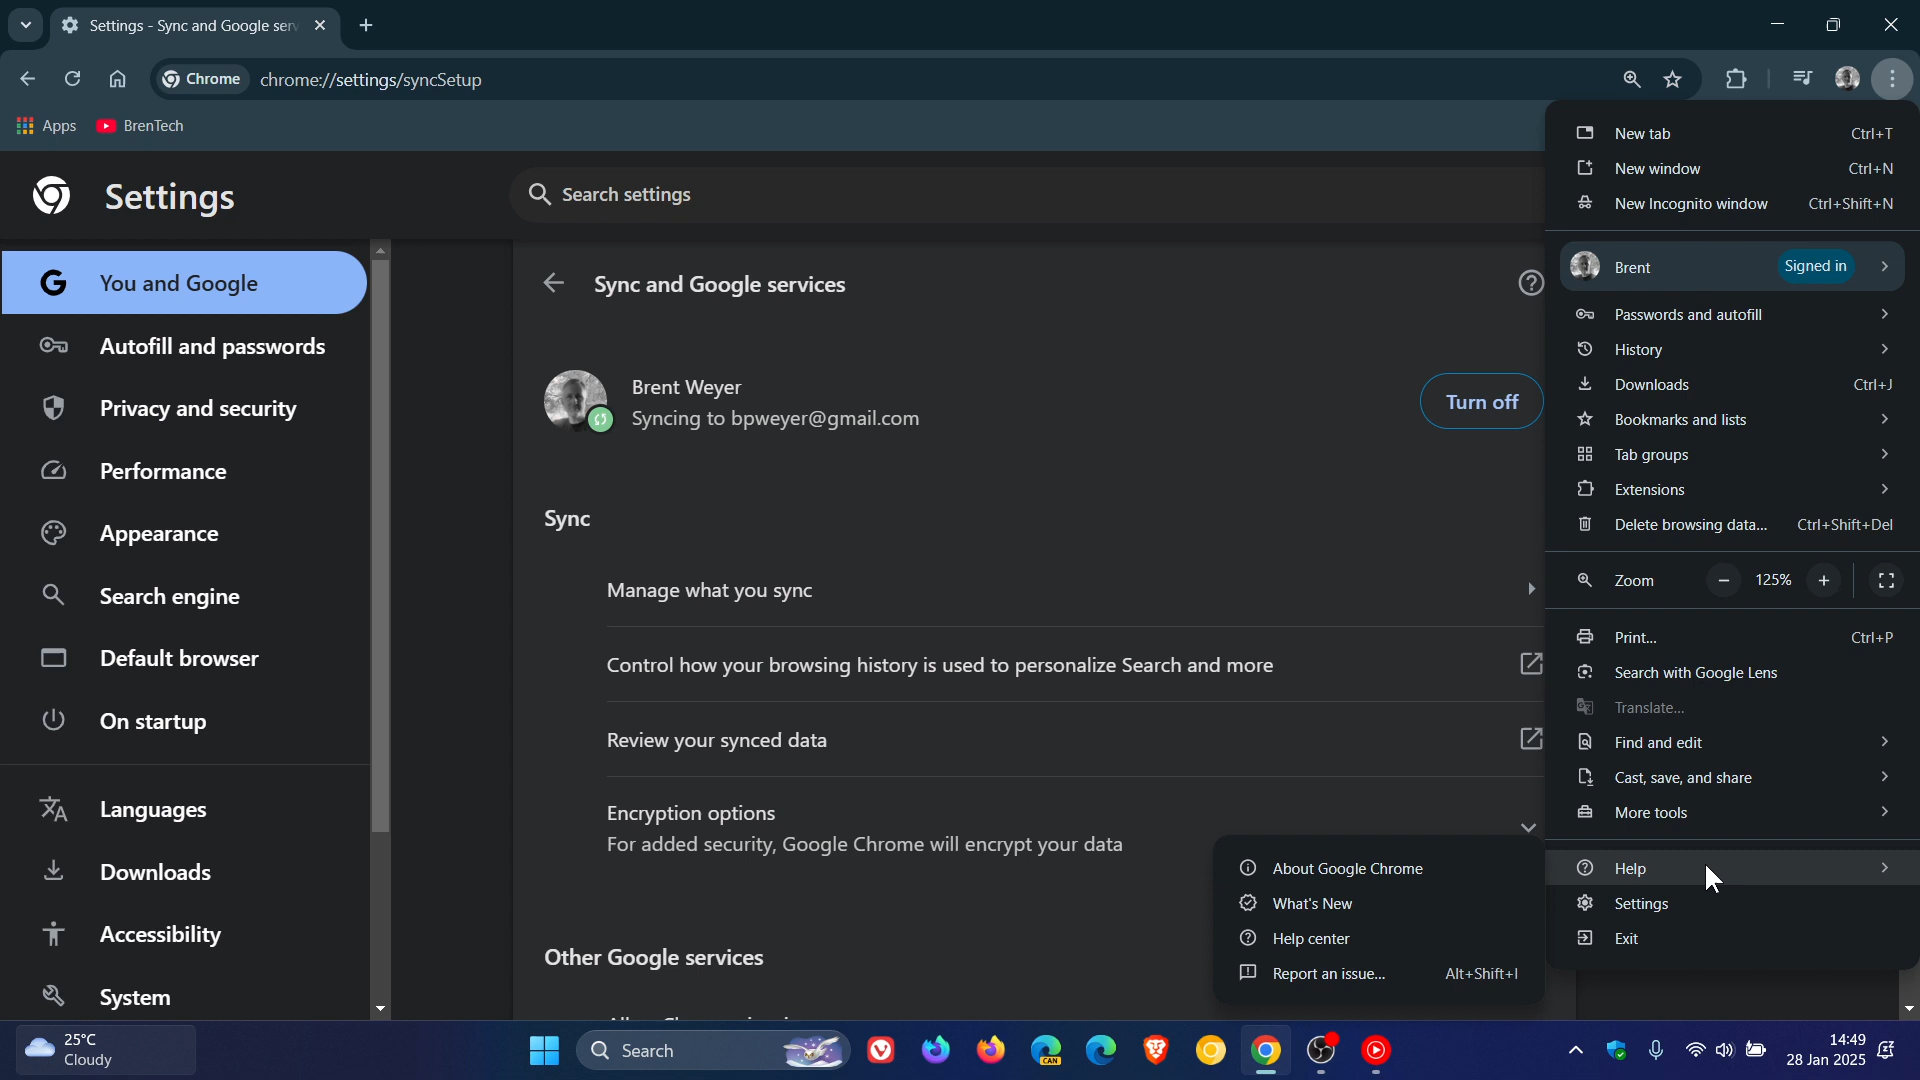 Settings - Sync and Google serv
Chrome
chrome://settings/syncSetup
Apps
BrenTech
Settings
Search settings
You and Google
Autofill and passwords
Privacy and security
Performance
Appearance
Search engine
Default browser
On startup
Languages
Downloads
Accessibility
System
Sync and Google services
Brent Weyer
Syncing to bpweyer@gmail.com
Turn off
Sync
Manage what you sync
Control how your browsing history is used to personalize Search and more
Review your synced data
Encryption options
For added security, Google Chrome will encrypt your data
Other Google services
New tab Ctrl+T
New window Ctrl+N
New Incognito window Ctrl+Shift+N
Brent Signed in
Passwords and autofill
History
Downloads Ctrl+J
Bookmarks and lists
Tab groups
Extensions
Delete browsing data... Ctrl+Shift+Del
Zoom 125%
Print... Ctrl+P
Search with Google Lens
Translate...
Find and edit
Cast, save, and share
More tools
Help
Settings
Exit
About Google Chrome
What's New
Help center
Report an issue... Alt+Shift+I
25°C
Cloudy
Search
CAN
14:49
28 Jan 2025